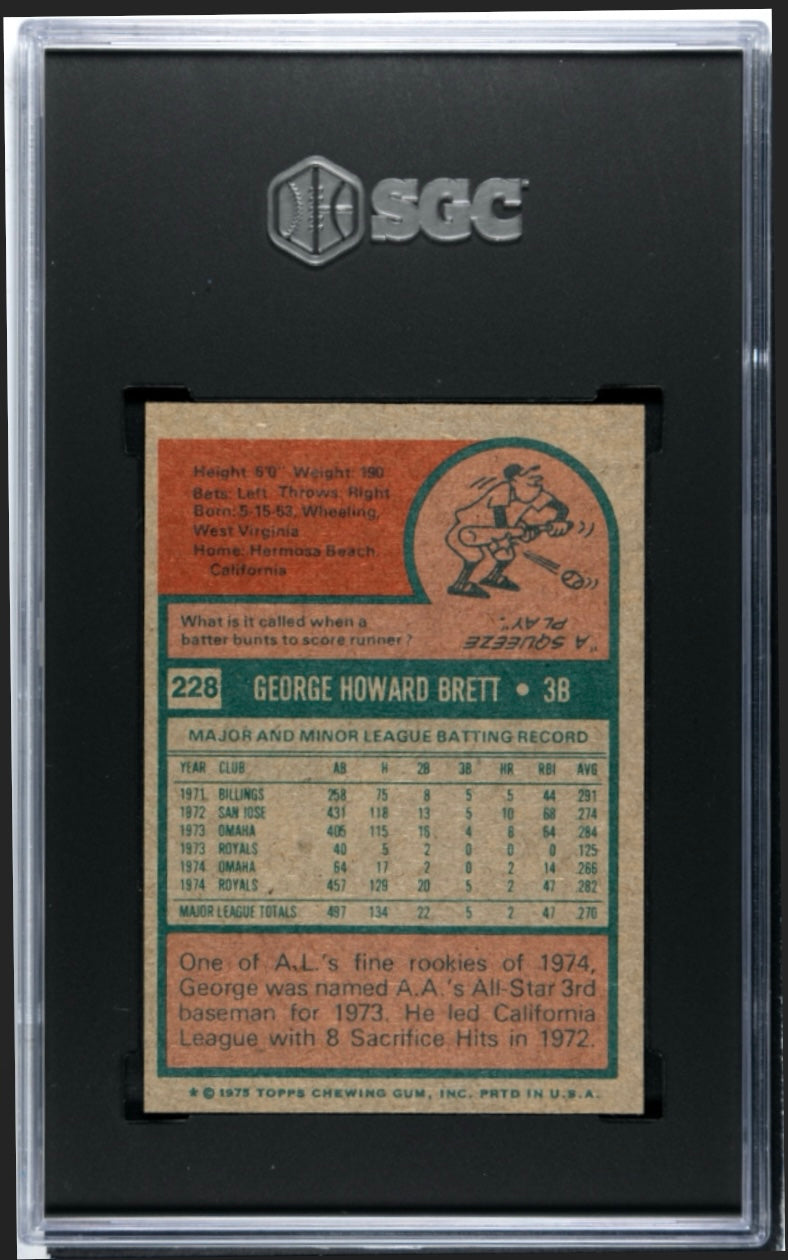 SGC
Height: 6'0" Weight: 190
Bats: Left Throws: Right
Born: 5-15-53, Wheeling,
West Virginia
Home: Hermosa Beach,
California
What is it called when a
batter bunts to score runner?
"A SQUEEZE
PLAY".
228 GEORGE HOWARD BRETT • 3B
MAJOR AND MINOR LEAGUE BATTING RECORD
YEAR CLUB AB H 2B 3B HR RBI AVG
1971 BILLINGS 258 75 8 5 5 44 .291
1972 SAN JOSE 431 118 13 5 10 68 .274
1973 OMAHA 405 115 16 4 8 64 .284
1973 ROYALS 40 5 2 0 0 0 .125
1974 OMAHA 64 17 2 0 2 14 .266
1974 ROYALS 457 129 20 5 2 47 .282
MAJOR LEAGUE TOTALS 497 134 22 5 2 47 .270
One of A.L.'s fine rookies of 1974,
George was named A.A.'s All-Star 3rd
baseman for 1973. He led California
League with 8 Sacrifice Hits in 1972.
* © 1975 TOPPS CHEWING GUM, INC. PRTD IN U.S.A.